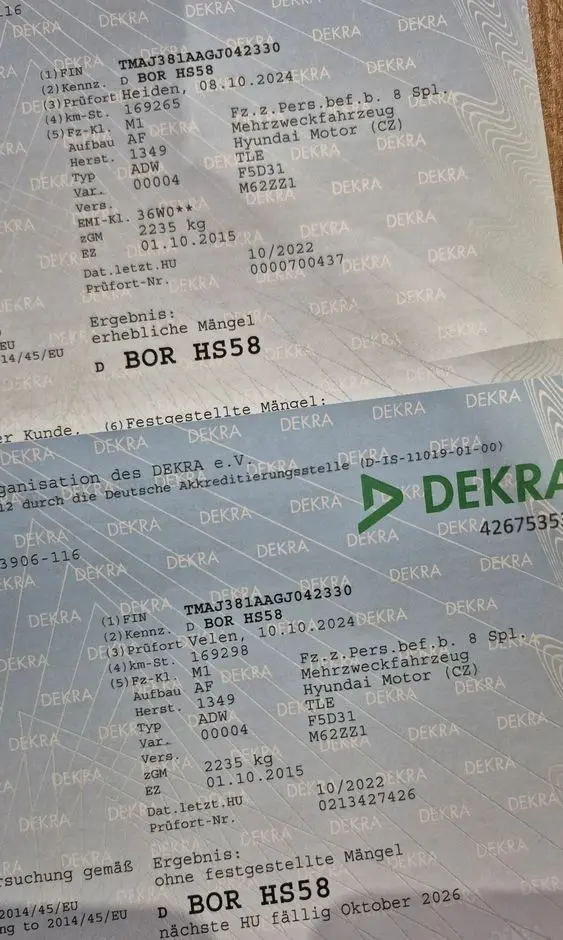 116
(1)FIN TMAJ381AAGJ042330
(2)Kennz. D BOR HS58
(3)Prüfort Heiden, 08.10.2024
(4)km-St. 169265
(5)Fz-Kl. M1 Fz.z.Pers.bef.b. 8 Spl.
Aufbau AF Mehrzweckfahrzeug
Herst. 1349 Hyundai Motor (CZ)
Typ ADW TLE
Var. 00004 F5D31
Vers. M62ZZ1
EMI-Kl. 36W0**
zGM 2235 kg
EZ 01.10.2015
Dat.letzt.HU 10/2022
Prüfort-Nr. 0000700437
Ergebnis:
EU erhebliche Mängel
14/45/EU D BOR HS58
er Kunde, (6)Festgestellte Mängel:
ganisation des DEKRA e.V.
12 durch die Deutsche Akkreditierungsstelle (D-IS-11019-01-00)
DEKRA
4267535
3906-116
(1)FIN TMAJ381AAGJ042330
(2)Kennz. D BOR HS58
(3)Prüfort Velen, 10.10.2024
(4)km-St. 169298
(5)Fz-Kl. M1 Fz.z.Pers.bef.b. 8 Spl.
Aufbau AF Mehrzweckfahrzeug
Herst. 1349 Hyundai Motor (CZ)
Typ ADW TLE
Var. 00004 F5D31
Vers. M62ZZ1
zGM 2235 kg
EZ 01.10.2015
Dat.letzt.HU 10/2022
Prüfort-Nr. 0213427426
Ergebnis:
rsuchung gemäß ohne festgestellte Mängel
2014/45/EU D BOR HS58
ng to 2014/45/EU nächste HU fällig Oktober 2026